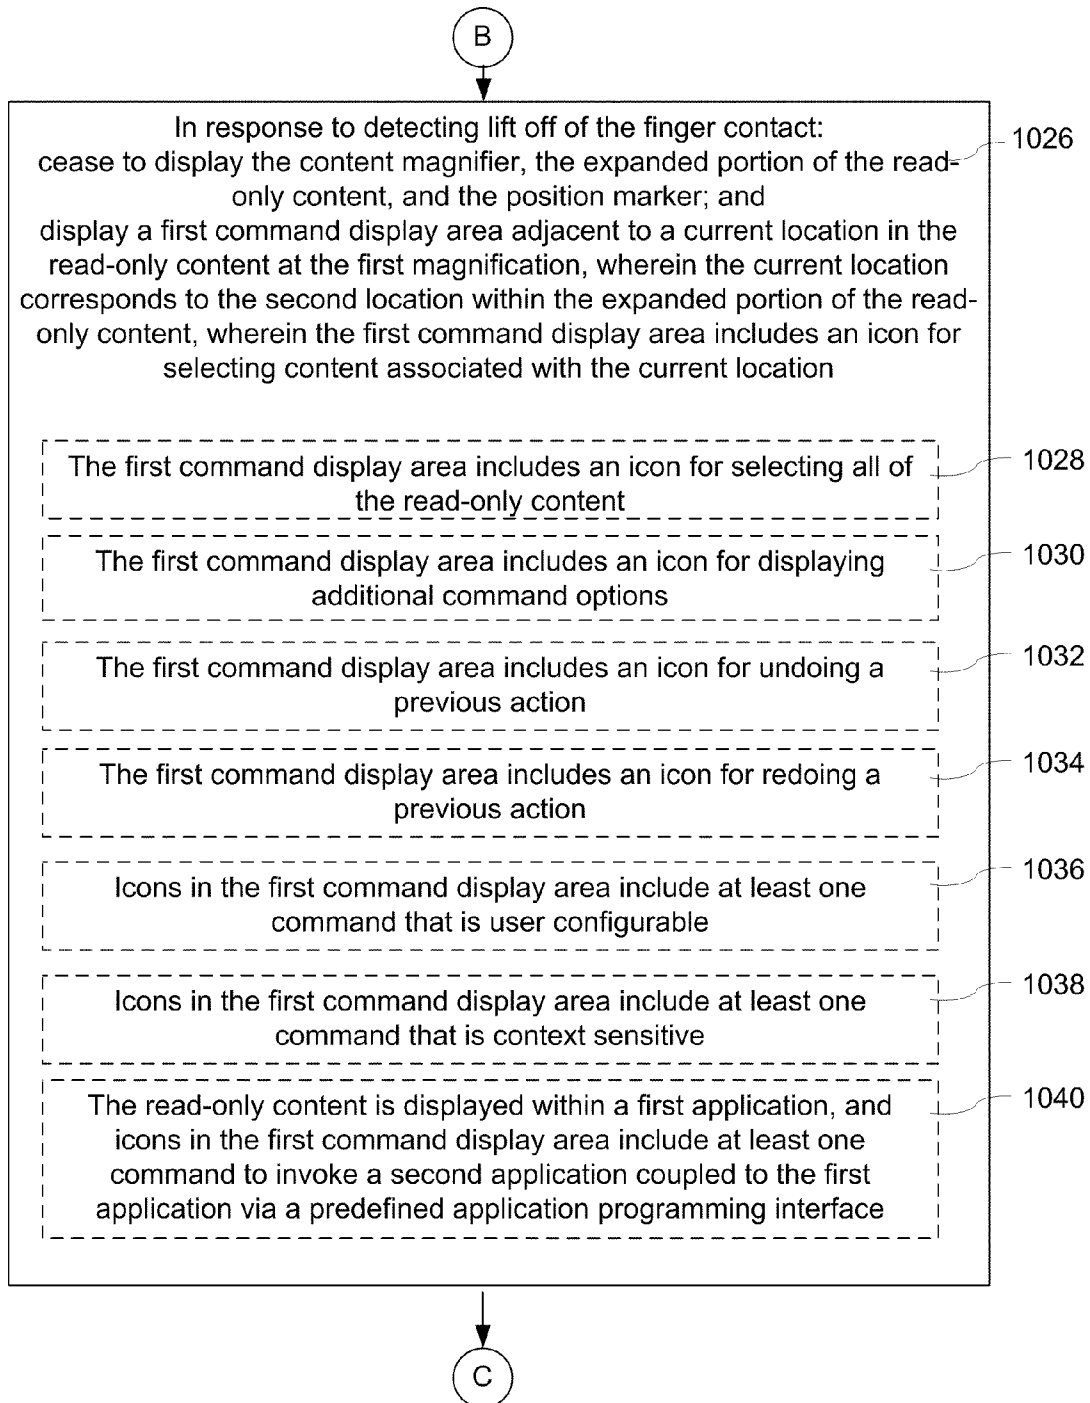 B
In response to detecting lift off of the finger contact:
cease to display the content magnifier, the expanded portion of the read-
only content, and the position marker; and
display a first command display area adjacent to a current location in the
read-only content at the first magnification, wherein the current location
corresponds to the second location within the expanded portion of the read-
only content, wherein the first command display area includes an icon for
selecting content associated with the current location
1026
The first command display area includes an icon for selecting all of
the read-only content
1028
The first command display area includes an icon for displaying
additional command options
1030
The first command display area includes an icon for undoing a
previous action
1032
The first command display area includes an icon for redoing a
previous action
1034
Icons in the first command display area include at least one
command that is user configurable
1036
Icons in the first command display area include at least one
command that is context sensitive
1038
The read-only content is displayed within a first application, and
icons in the first command display area include at least one
command to invoke a second application coupled to the first
application via a predefined application programming interface
1040
C